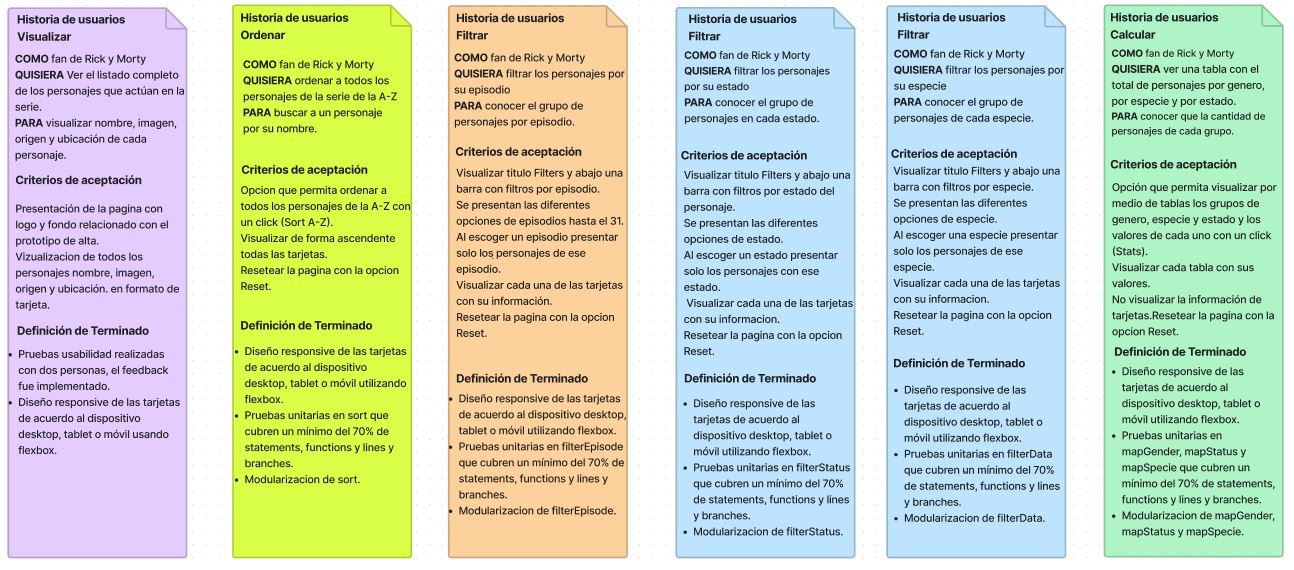 Historia de usuarios
Visualizar
COMO fan de Rick y Morty
QUISIERA Ver el listado completo
de los personajes que actúan en la
serie.
PARA visualizar nombre, imagen,
origen y ubicación de cada
personaje.
Criterios de aceptación
Presentación de la pagina con
logo y fondo relacionado con el
prototipo de alta.
Vizualizacion de todos los
personajes nombre, imagen,
origen y ubicación. en formato de
tarjeta.
Definición de Terminado
• Pruebas usabilidad realizadas
con dos personas, el feedback
fue implementado.
• Diseño responsive de las tarjetas
de acuerdo al dispositivo
desktop, tablet o móvil usando
flexbox.
Historia de usuarios
Ordenar
COMO fan de Rick y Morty
QUISIERA ordenar a todos los
personajes de la serie de la A-Z
PARA buscar a un personaje
por su nombre.
Criterios de aceptación
Opcion que permita ordenar a
todos los personajes de la A-Z con
un click (Sort A-Z).
Visualizar de forma ascendente
todas las tarjetas.
Resetear la pagina con la opcion
Reset.
Definición de Terminado
• Diseño responsive de las tarjetas
de acuerdo al dispositivo
desktop, tablet o móvil utilizando
flexbox.
• Pruebas unitarias en sort que
cubren un mínimo del 70% de
statements, functions y lines y
branches.
• Modularizacion de sort.
Historia de usuarios
Filtrar
COMO fan de Rick y Morty
QUISIERA filtrar los personajes por
su episodio
PARA conocer el grupo de
personajes por episodio.
Criterios de aceptación
Visualizar titulo Filters y abajo una
barra con filtros por episodio.
Se presentan las diferentes
opciones de episodios hasta el 31.
Al escoger un episodio presentar
solo los personajes de ese
episodio.
Visualizar cada una de las tarjetas
con su información.
Resetear la pagina con la opcion
Reset.
Definición de Terminado
• Diseño responsive de las tarjetas
de acuerdo al dispositivo desktop,
tablet o móvil utilizando flexbox.
• Pruebas unitarias en filterEpisode
que cubren un mínimo del 70% de
statements, functions y lines y
branches.
• Modularizacion de filterEpisode.
Historia de usuarios
Filtrar
COMO fan de Rick y Morty
QUISIERA filtrar los personajes
por su estado
PARA conocer el grupo de
personajes en cada estado.
Criterios de aceptación
Visualizar titulo Filters y abajo una
barra con filtros por estado del
personaje.
Se presentan las diferentes
opciones de estado.
Al escoger un estado presentar
solo los personajes con ese
estado.
Visualizar cada una de las tarjetas
con su informacion.
Resetear la pagina con la opcion
Reset.
Definición de Terminado
• Diseño responsive de las
tarjetas de acuerdo al
dispositivo desktop, tablet o
móvil utilizando flexbox.
• Pruebas unitarias en filterStatus
que cubren un mínimo del 70%
de statements, functions y lines
y branches.
• Modularizacion de filterStatus.
Historia de usuarios
Filtrar
COMO fan de Rick y Morty
QUISIERA filtrar los personajes por
su especie
PARA conocer el grupo de
personajes de cada especie.
Criterios de aceptación
Visualizar titulo Filters y abajo una
barra con filtros por especie.
Se presentan las diferentes
opciones de especie.
Al escoger una especie presentar
solo los personajes de ese
especie.
Visualizar cada una de las tarjetas
con su informacion.
Resetear la pagina con la opcion
Reset.
Definición de Terminado
• Diseño responsive de las
tarjetas de acuerdo al
dispositivo desktop, tablet o
móvil utilizando flexbox.
• Pruebas unitarias en filterData
que cubren un mínimo del 70%
de statements, functions y lines
y branches.
• Modularizacion de filterData.
Historia de usuarios
Calcular
COMO fan de Rick y Morty
QUISIERA ver una tabla con el
total de personajes por genero,
por especie y por estado.
PARA conocer que la cantidad de
personajes de cada grupo.
Criterios de aceptación
Opción que permita visualizar por
medio de tablas los grupos de
genero, especie y estado y los
valores de cada uno con un click
(Stats).
Visualizar cada tabla con sus
valores.
No visualizar la información de
tarjetas.Resetear la pagina con la
opcion Reset.
Definición de Terminado
• Diseño responsive de las
tarjetas de acuerdo al
dispositivo desktop, tablet o
móvil utilizando flexbox.
• Pruebas unitarias en
mapGender, mapStatus y
mapSpecie que cubren un
mínimo del 70% de statements,
functions y lines y branches.
• Modularizacion de mapGender,
mapStatus y mapSpecie.